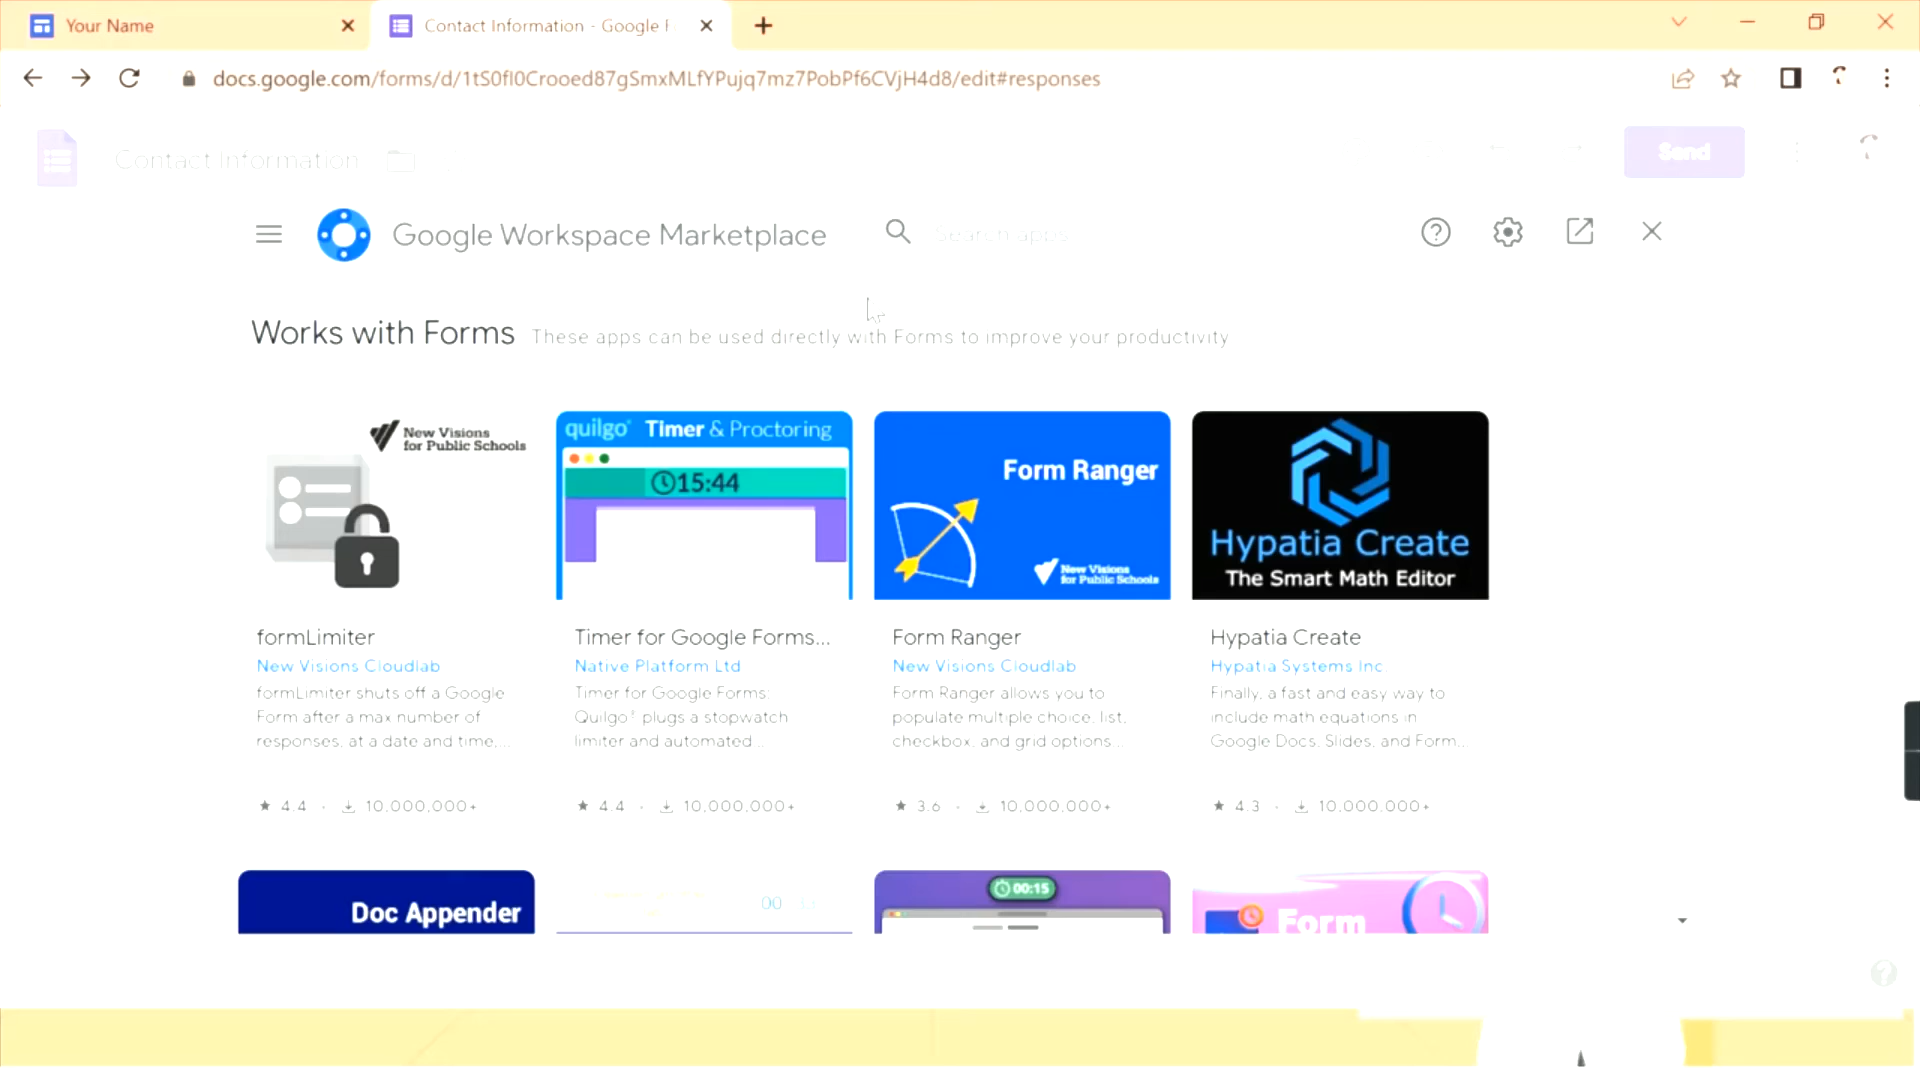 Your Name
Contact Information - Google F
docs.google.com/forms/d/1tS0fI0Crooed87gSmxMLfYPujq7mz7PobPf6CVjH4d8/edit#responses
Contact Information
Send
Google Workspace Marketplace
Search apps
Works with Forms
These apps can be used directly with Forms to improve your productivity
New Visions
for Public Schools
quilgo® Timer & Proctoring
15:44
Form Ranger
New Visions
for Public Schools
Hypatia Create
The Smart Math Editor
formLimiter
New Visions Cloudlab
formLimiter shuts off a Google
Form after a max number of
responses, at a date and time,...
4.4 · 10,000,000+
Timer for Google Forms...
Native Platform Ltd
Timer for Google Forms:
Quilgo® plugs a stopwatch
limiter and automated ...
4.4 · 10,000,000+
Form Ranger
New Visions Cloudlab
Form Ranger allows you to
populate multiple choice, list,
checkbox, and grid options...
3.6 · 10,000,000+
Hypatia Create
Hypatia Systems Inc.
Finally, a fast and easy way to
include math equations in
Google Docs, Slides, and Form...
4.3 · 10,000,000+
Doc Appender
00
00:15
Form